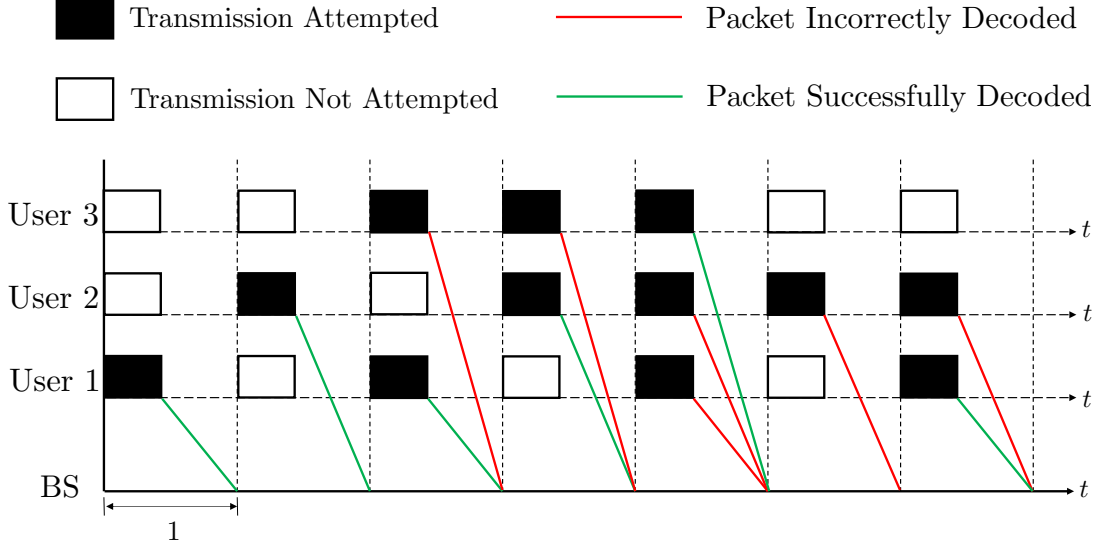 Transmission Attempted
Packet Incorrectly Decoded
Transmission Not Attempted
Packet Successfully Decoded
User 3
t
User 2
t
User 1
t
BS
t
1